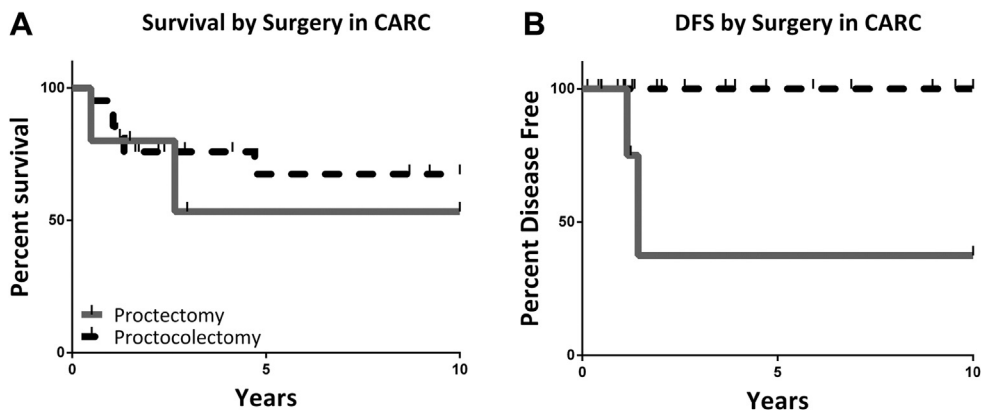 A
Survival by Surgery in CARC
Percent survival
100
50
0
Proctectomy
Proctocolectomy
0
5
10
Years
B
DFS by Surgery in CARC
Percent Disease Free
100
50
0
0
5
10
Years